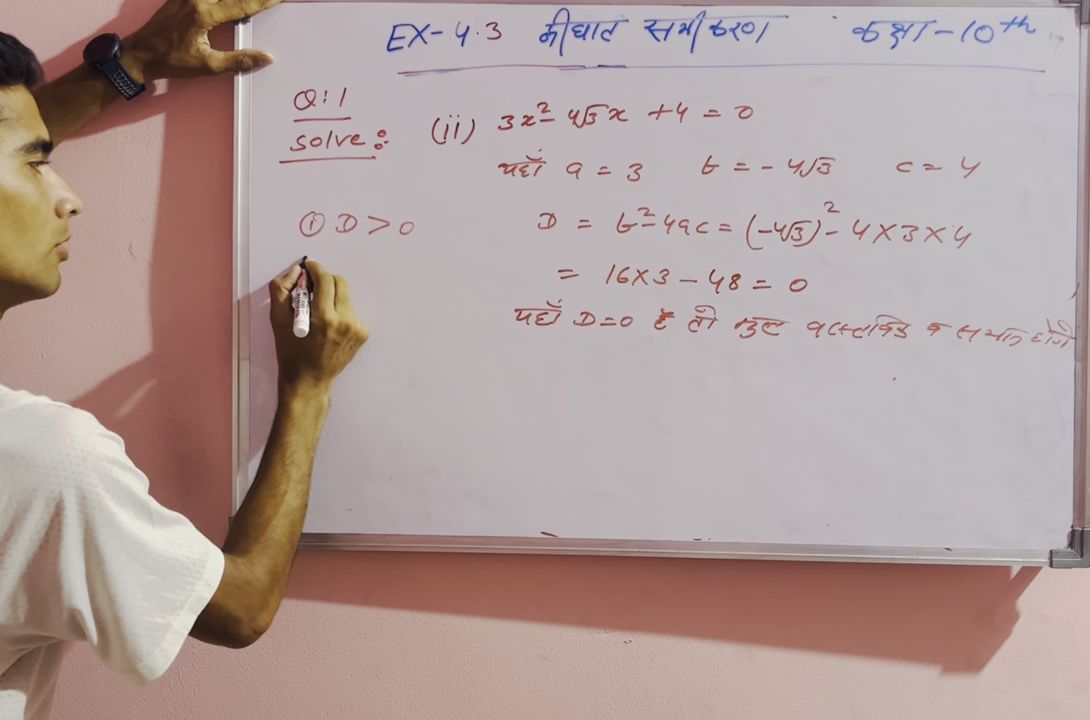 EX-4.3 द्वीघात समीकरण कक्षा-10th
Q:1
solve: (ii) 3x²-4√3x +4 = 0
यहाँ a = 3 b = -4√3 c = 4
① D > 0
D = b²-4ac = (-4√3)² - 4×3×4
= 16×3 - 48 = 0
यहाँ D=0 है तो मूल वास्तविक व समान होंगे